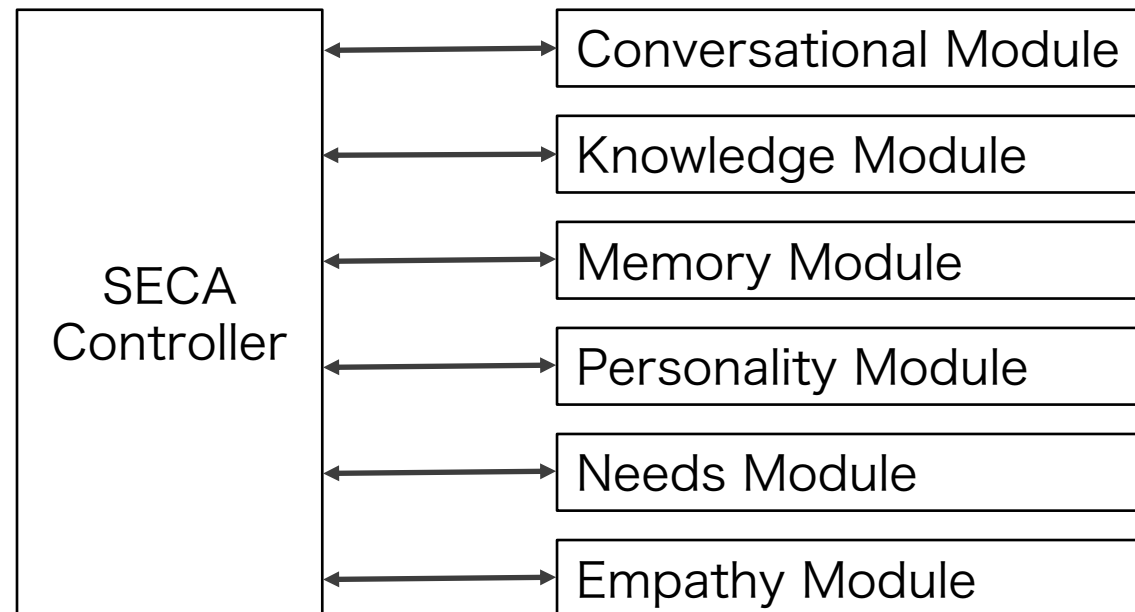 SECA
Controller
Conversational Module
Knowledge Module
Memory Module
Personality Module
Needs Module
Empathy Module